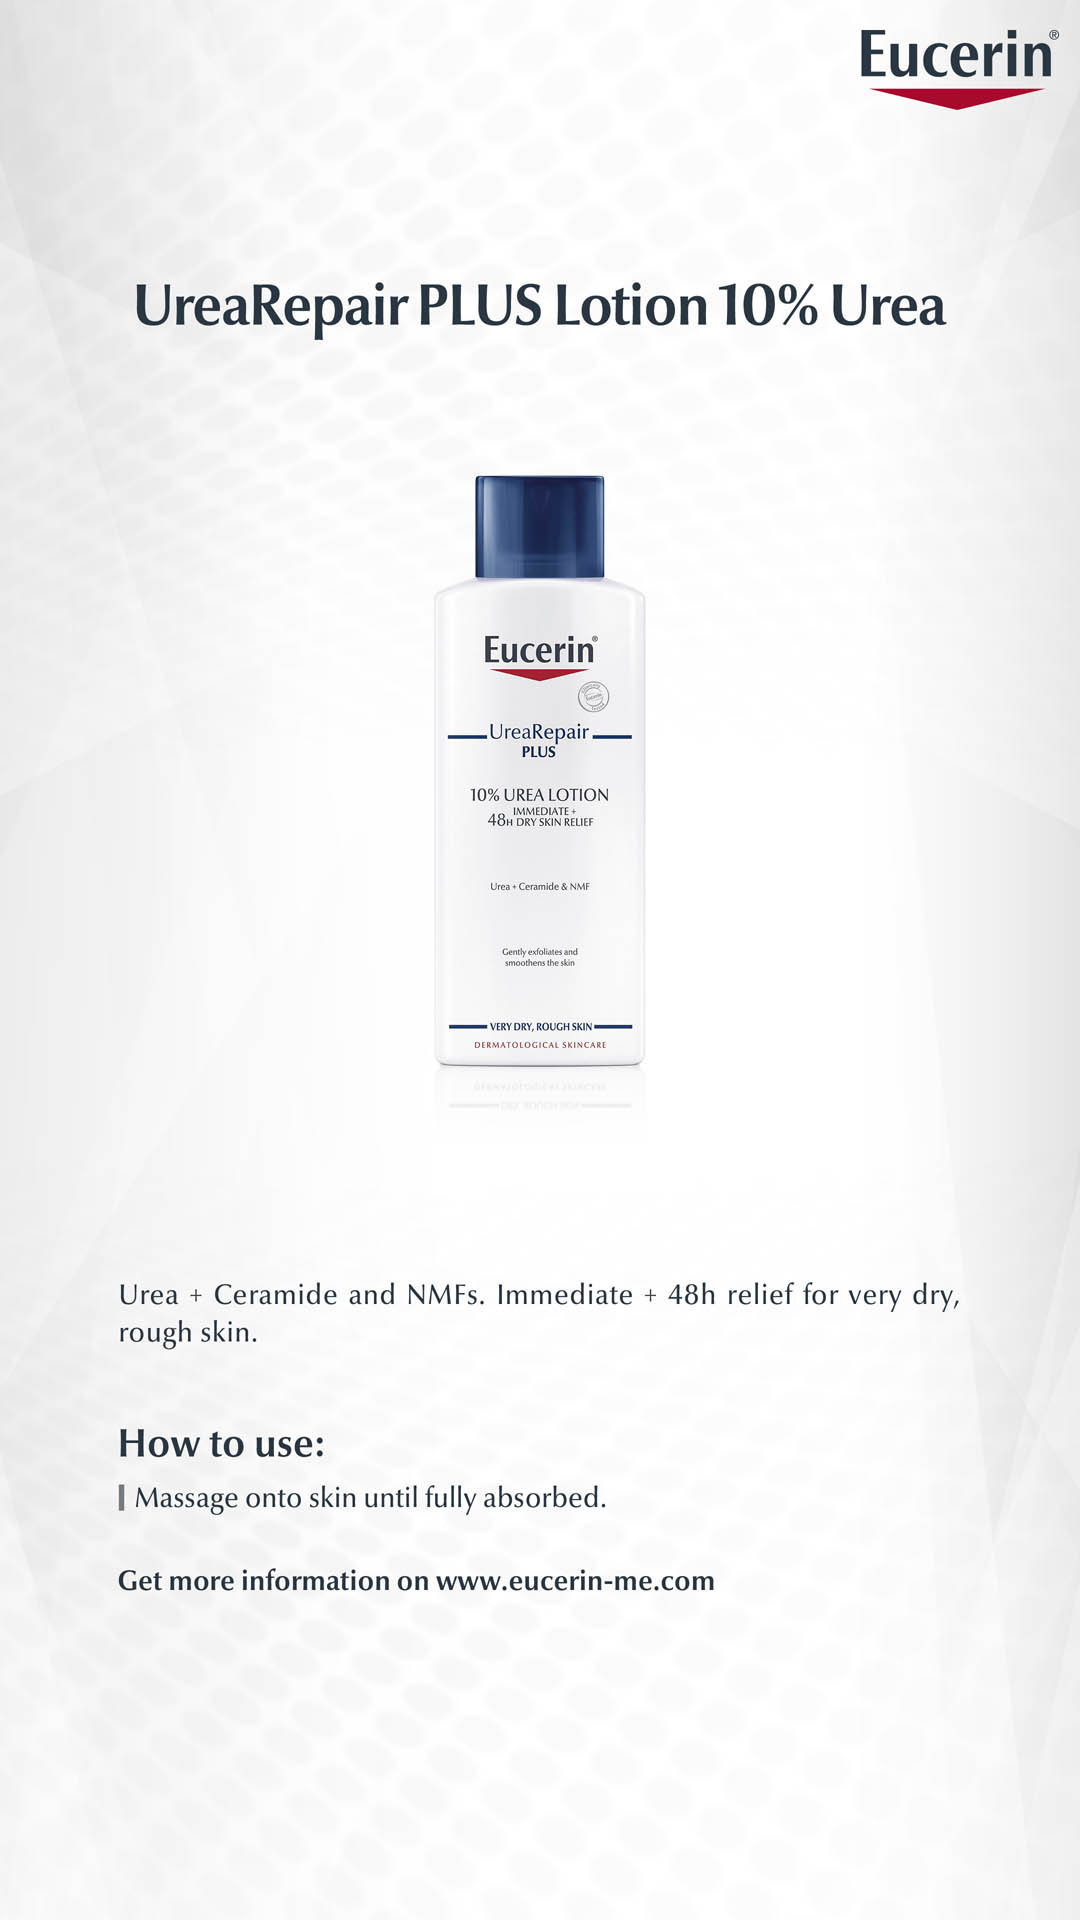 Eucerin®
UreaRepair PLUS Lotion 10% Urea
Eucerin®
UreaRepair
PLUS
10% UREA LOTION
IMMEDIATE +
48H DRY SKIN RELIEF
Urea + Ceramide & NMF
Gently exfoliates and
smoothens the skin
VERY DRY, ROUGH SKIN
DERMATOLOGICAL SKINCARE
Urea + Ceramide and NMFs. Immediate + 48h relief for very dry,
rough skin.
How to use:
Massage onto skin until fully absorbed.
Get more information on www.eucerin-me.com